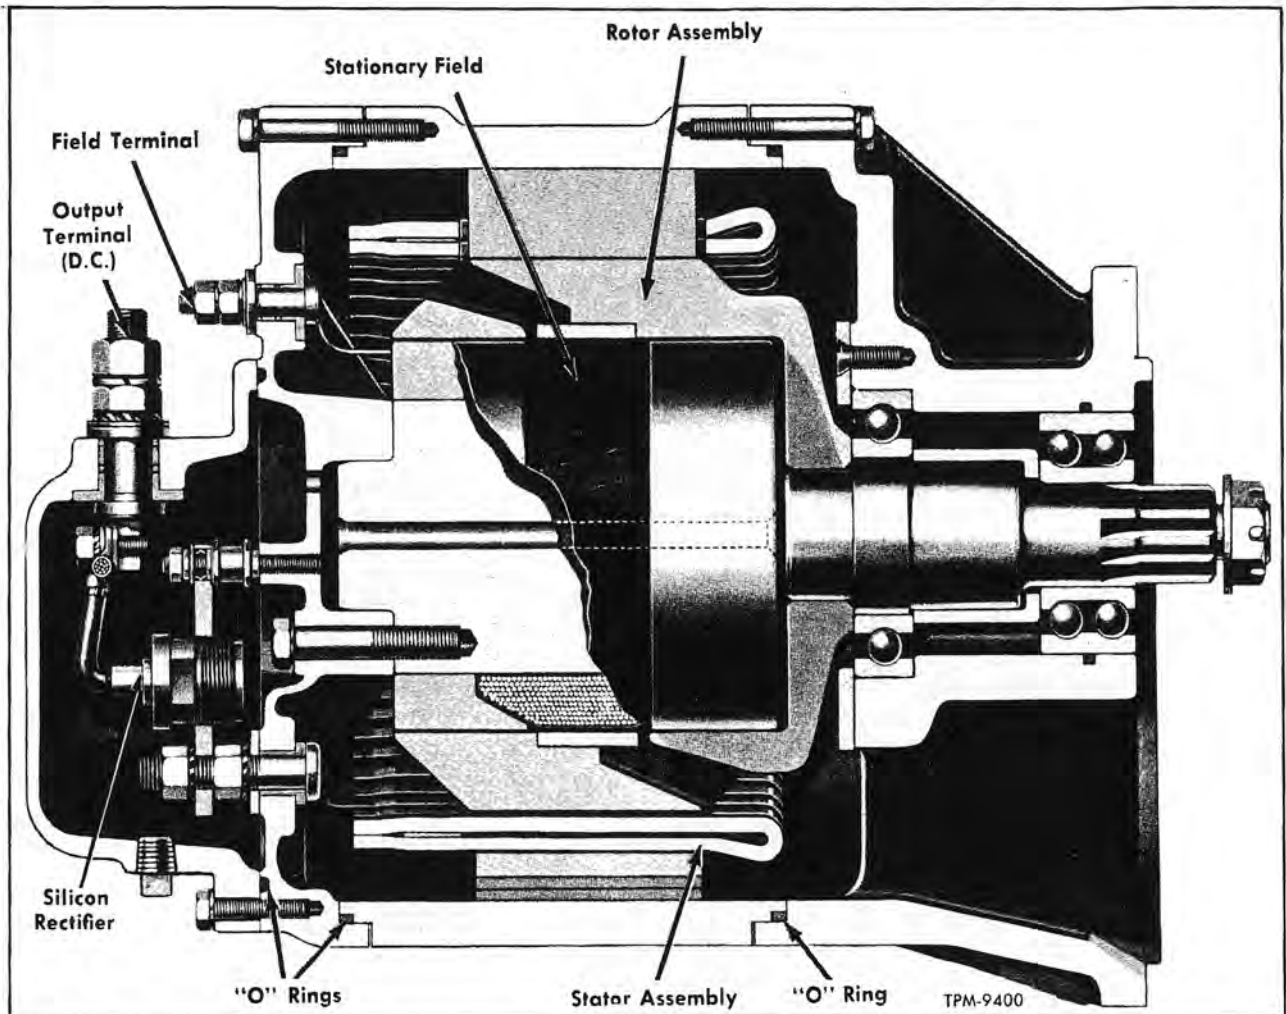 Rotor Assembly
Stationary Field
Field Terminal
Output
Terminal
(D.C.)
Silicon
Rectifier
"O" Rings
Stator Assembly
"O" Ring
TPM-9400